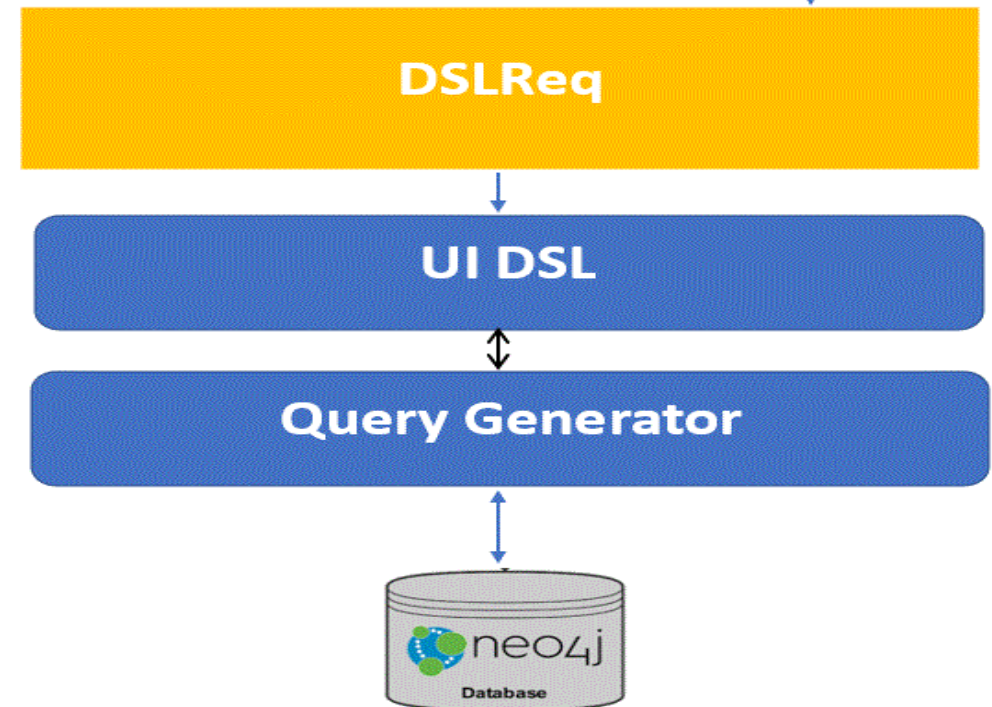 DSLReq
UI DSL
Query Generator
neo4j
Database